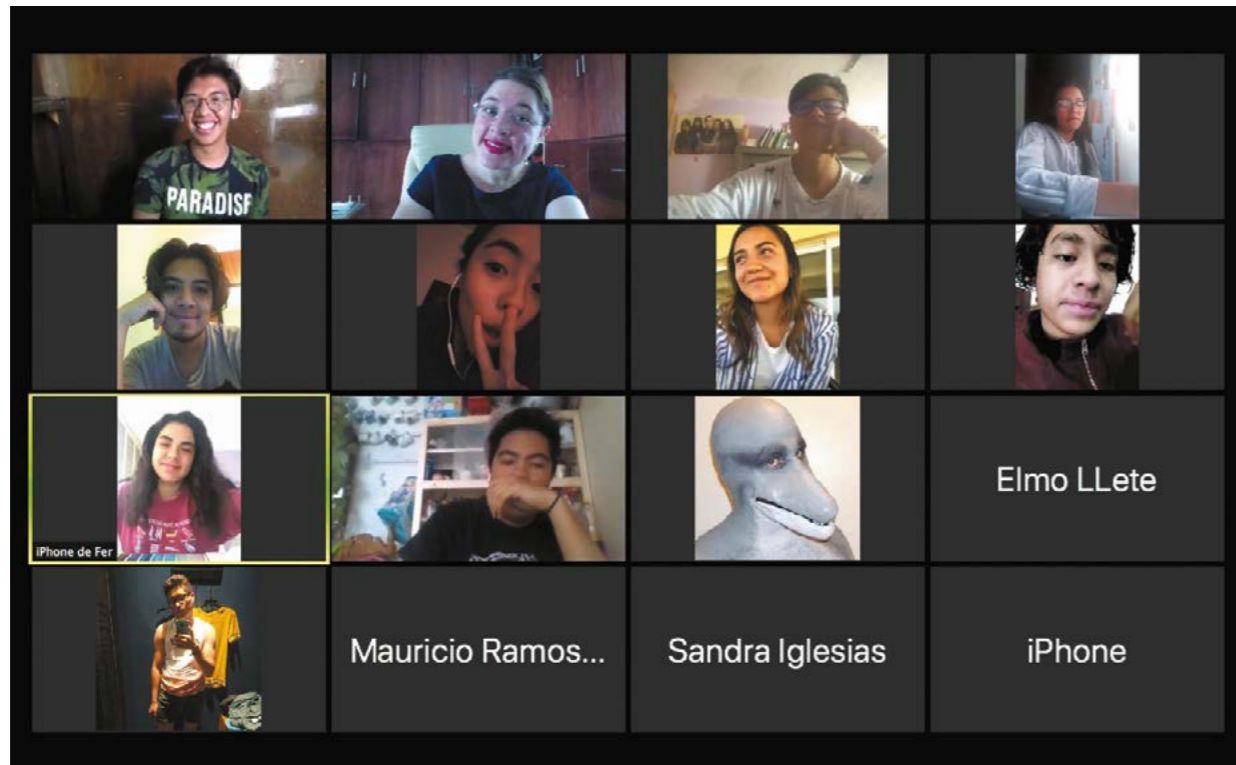 PARADISE
iPhone de Fer
Elmo LLete
Mauricio Ramos...
Sandra Iglesias
iPhone